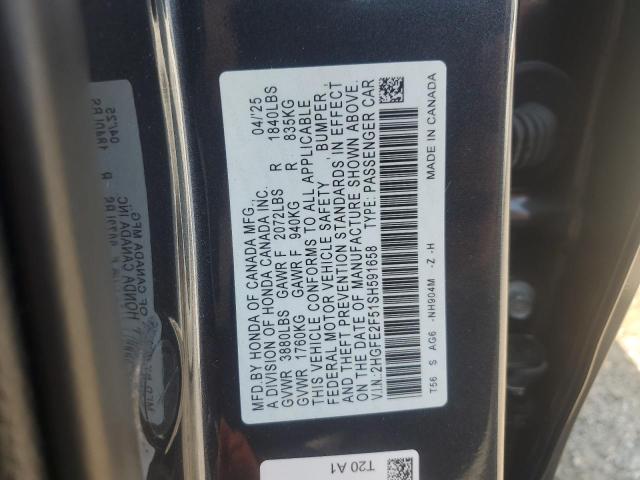 MFD.BY HONDA OF CANADA MFG. 04/'25
A DIVISION OF HONDA CANADA INC.
GVWR 3880LBS GAWR F 2072LBS R 1840LBS
GVWR 1760KG GAWR F 940KG R 835KG
THIS VEHICLE CONFORMS TO ALL APPLICABLE
FEDERAL MOTOR VEHICLE SAFETY, BUMPER,
AND THEFT PREVENTION STANDARDS IN EFFECT
ON THE DATE OF MANUFACTURE SHOWN ABOVE.
V.I.N.:2HGFE2F51SH591658 TYPE: PASSENGER CAR
T56 S AG6 -NH904M -Z -H MADE IN CANADA
T20 A1